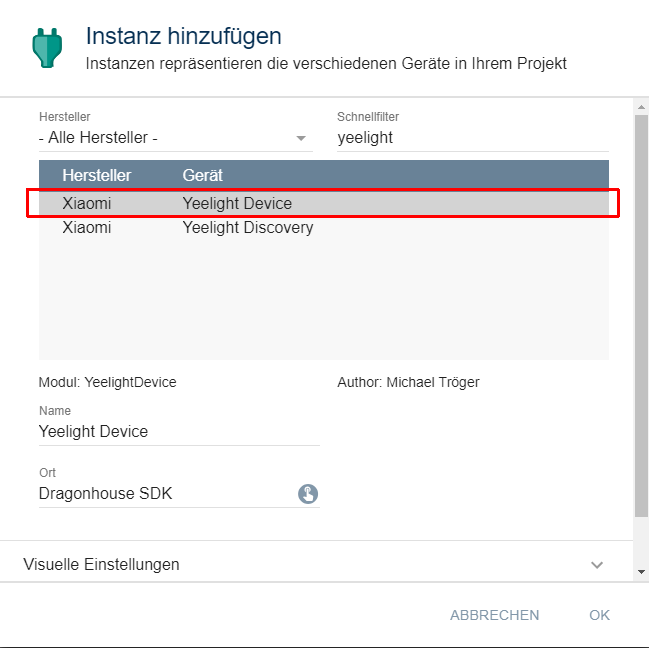 Instanz hinzufügen
Instanzen repräsentieren die verschiedenen Geräte in Ihrem Projekt
Hersteller Schnellfilter
- Alle Hersteller - yeelight
Hersteller Gerät
Xiaomi Yeelight Device
Xiaomi Yeelight Discovery
Modul: YeelightDevice Author: Michael Tröger
Name
Yeelight Device
Ort
Dragonhouse SDK
Visuelle Einstellungen
ABBRECHEN OK